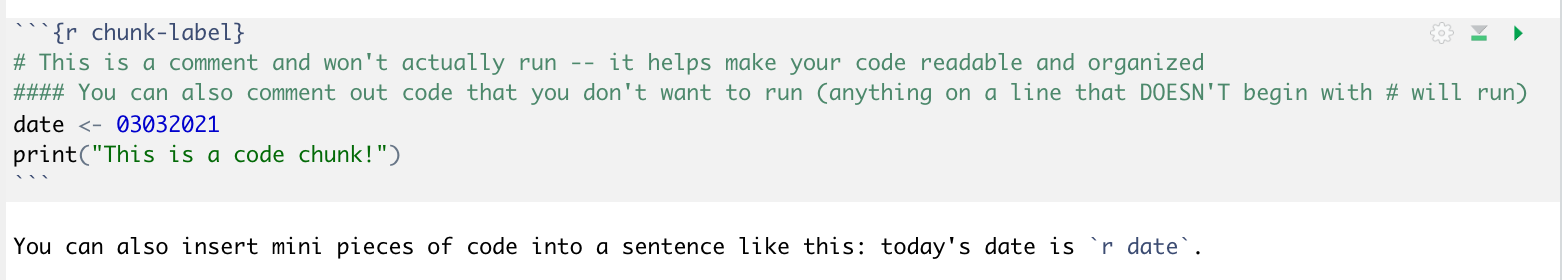 ```{r chunk-label}
# This is a comment and won't actually run -- it helps make your code readable and organized
#### You can also comment out code that you don't want to run (anything on a line that DOESN'T begin with # will run)
date <- 03032021
print("This is a code chunk!")
```
You can also insert mini pieces of code into a sentence like this: today's date is `r date`.